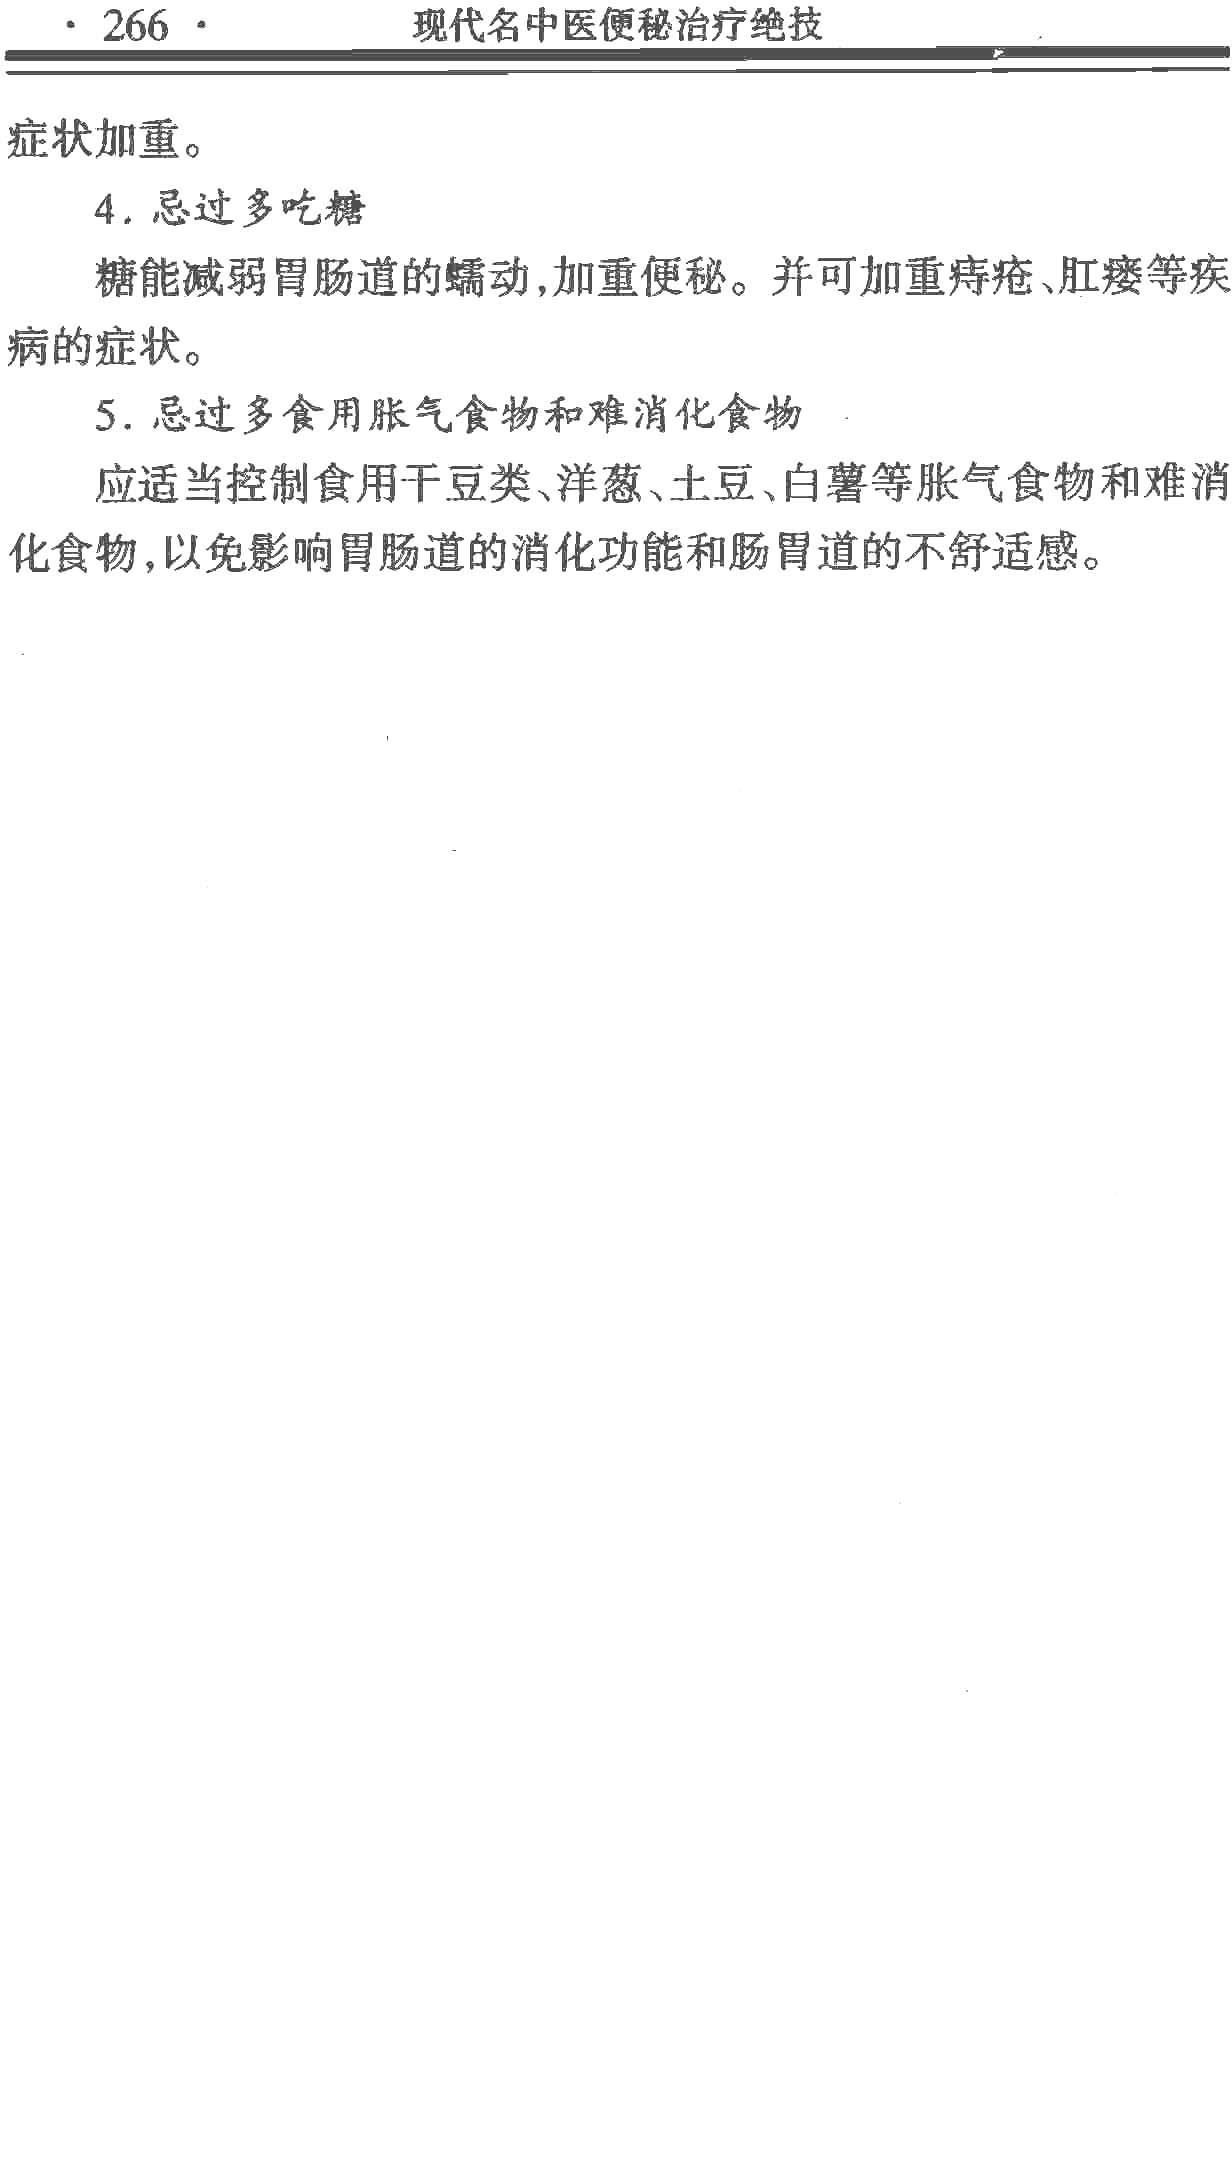 · 266 · 现代名中医便秘治疗绝技
症状加重。
4. 忌过多吃糖
糖能减弱胃肠道的蠕动,加重便秘。并可加重痔疮、肛瘘等疾
病的症状。
5. 忌过多食用胀气食物和难消化食物
应适当控制食用干豆类、洋葱、土豆、白薯等胀气食物和难消
化食物,以免影响胃肠道的消化功能和肠胃道的不舒适感。